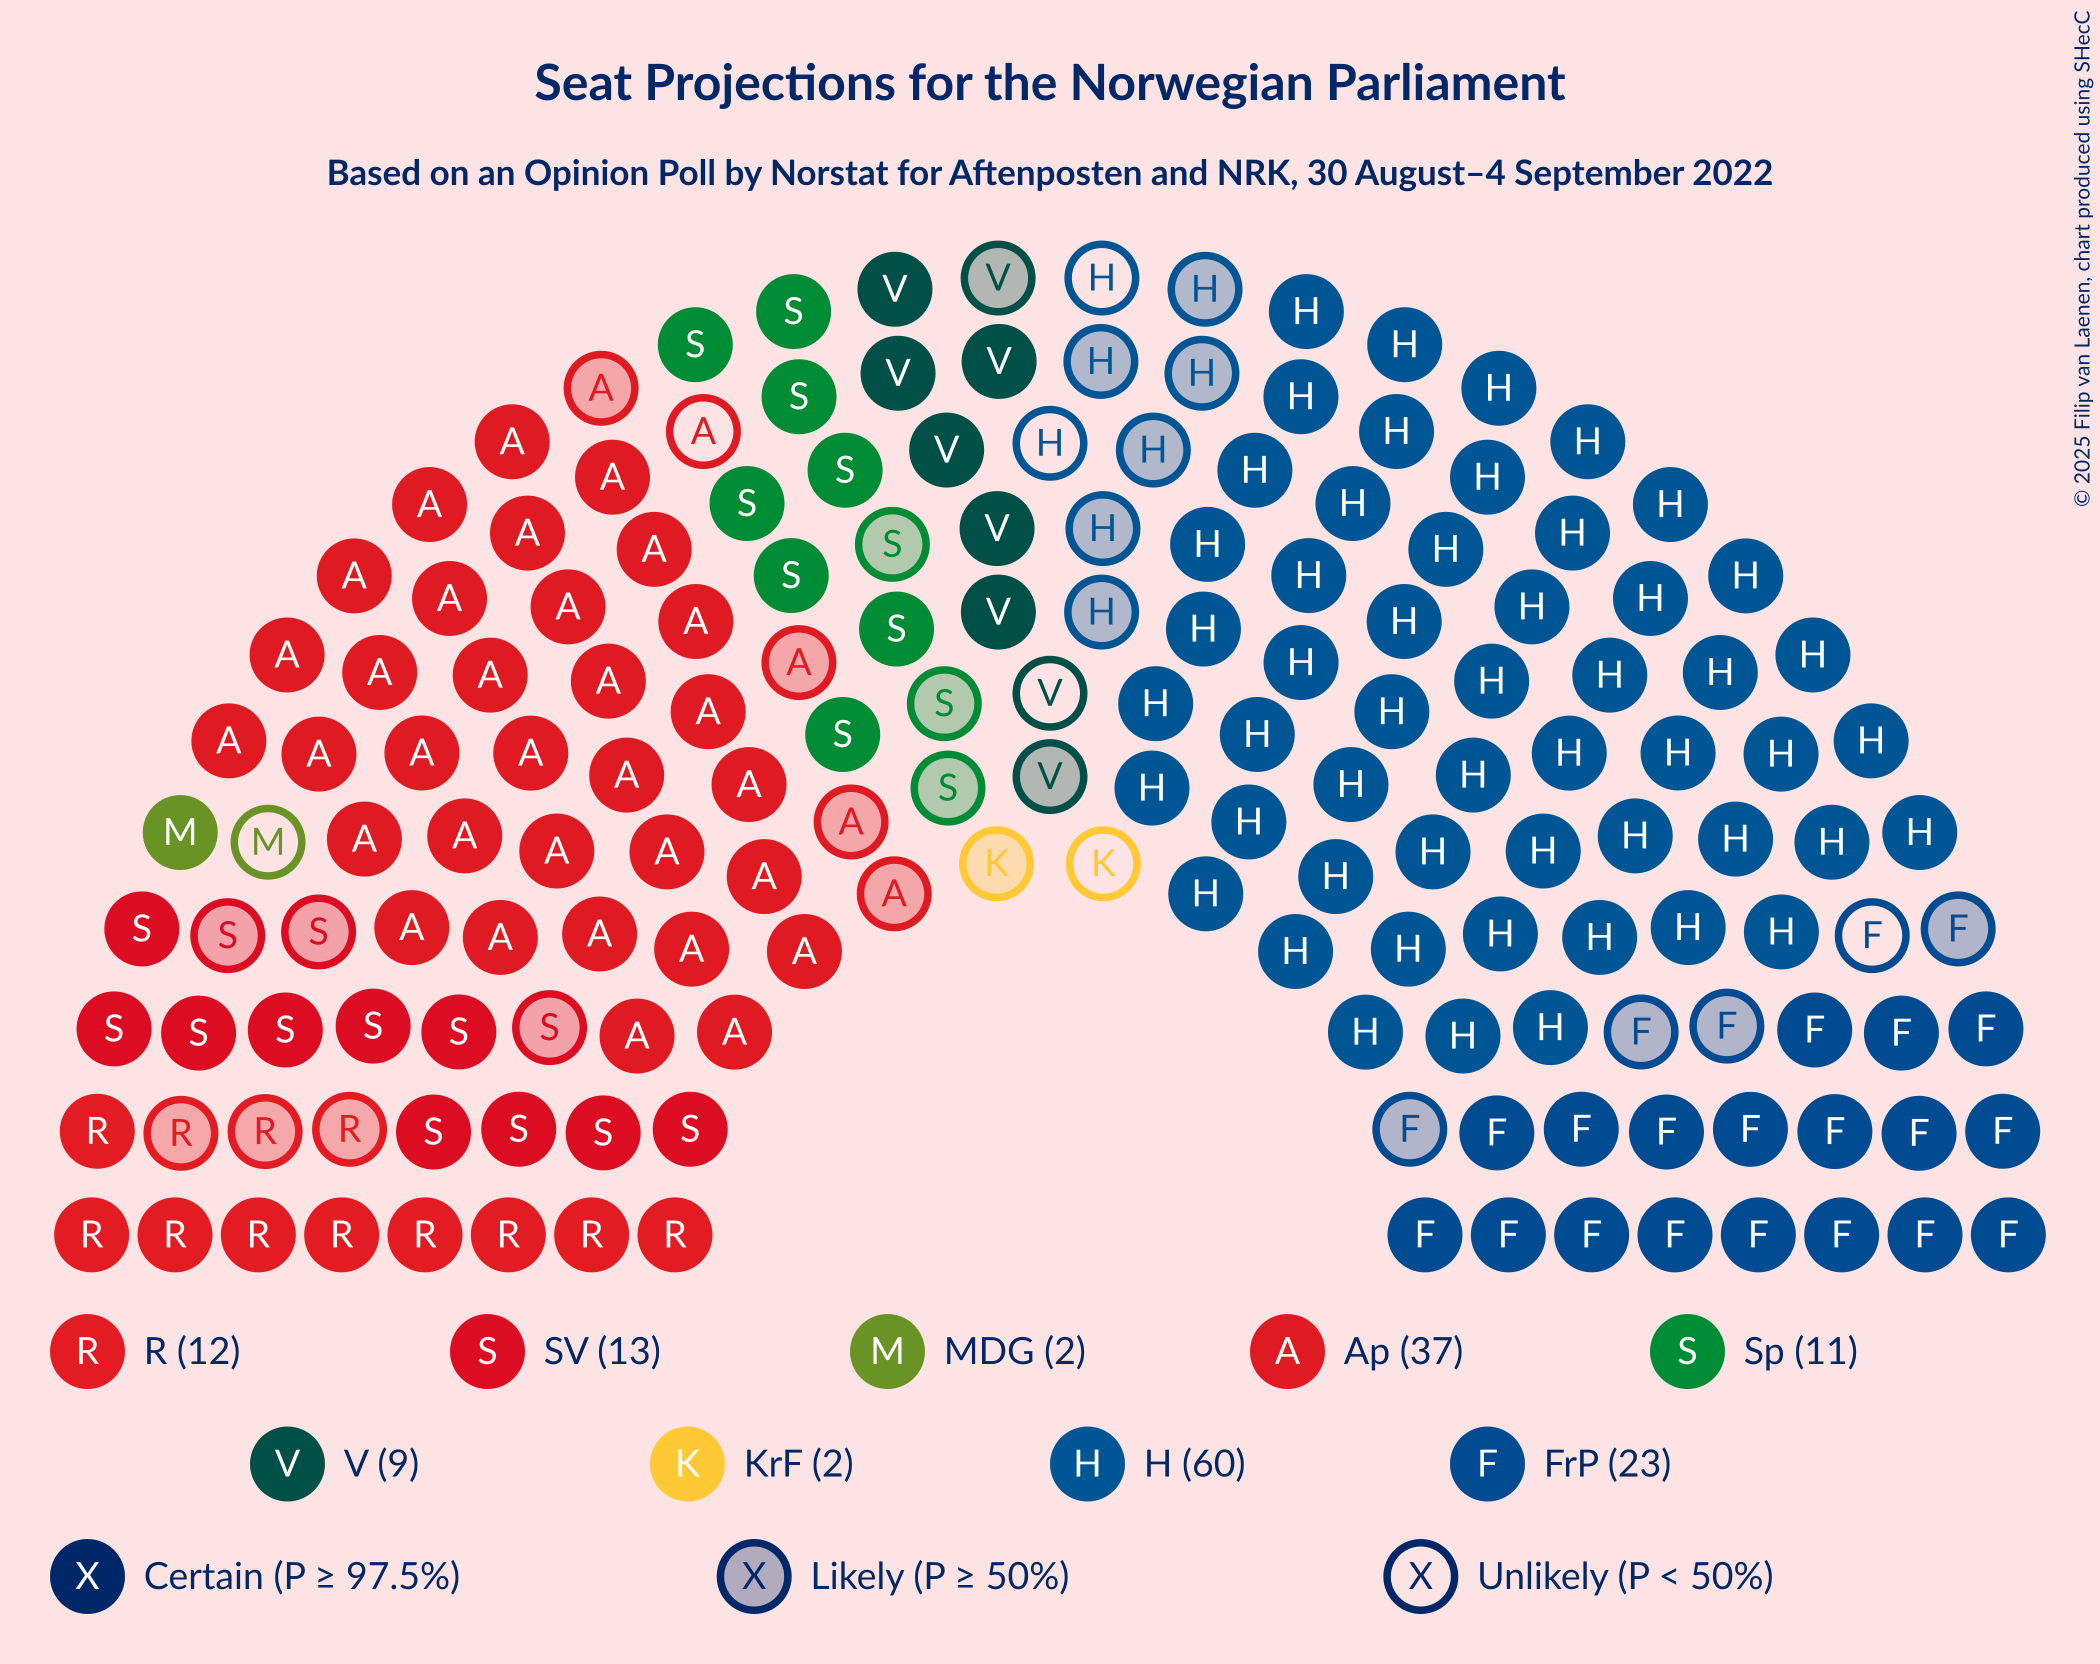 Seat Projections for the Norwegian Parliament
Based on an Opinion Poll by Norstat for Aftenposten and NRK, 30 August–4 September 2022
© 2025 Filip van Laenen, chart produced using SHecC
V V H H
S S H H
A V V H H H
A S H H
A A V H H H H
A A S S H H H
A A S V H H H H
A A S H H H
A A A S V H H H H H
A A A A H H H H
A A A S V H H H H H
A A A S H H H H
A A A A S V H H H H H H
M M A A A A A K K H H H H H H H
S S S A A A A A A H H H H H H H F F
S S S S S S A A H H H F F F F F
R R R R S S S S F F F F F F F F
R R R R R R R R F F F F F F F F
R R (12) S SV (13) M MDG (2) A Ap (37) S Sp (11)
V V (9) K KrF (2) H H (60) F FrP (23)
X Certain (P ≥ 97.5%) X Likely (P ≥ 50%) X Unlikely (P < 50%)